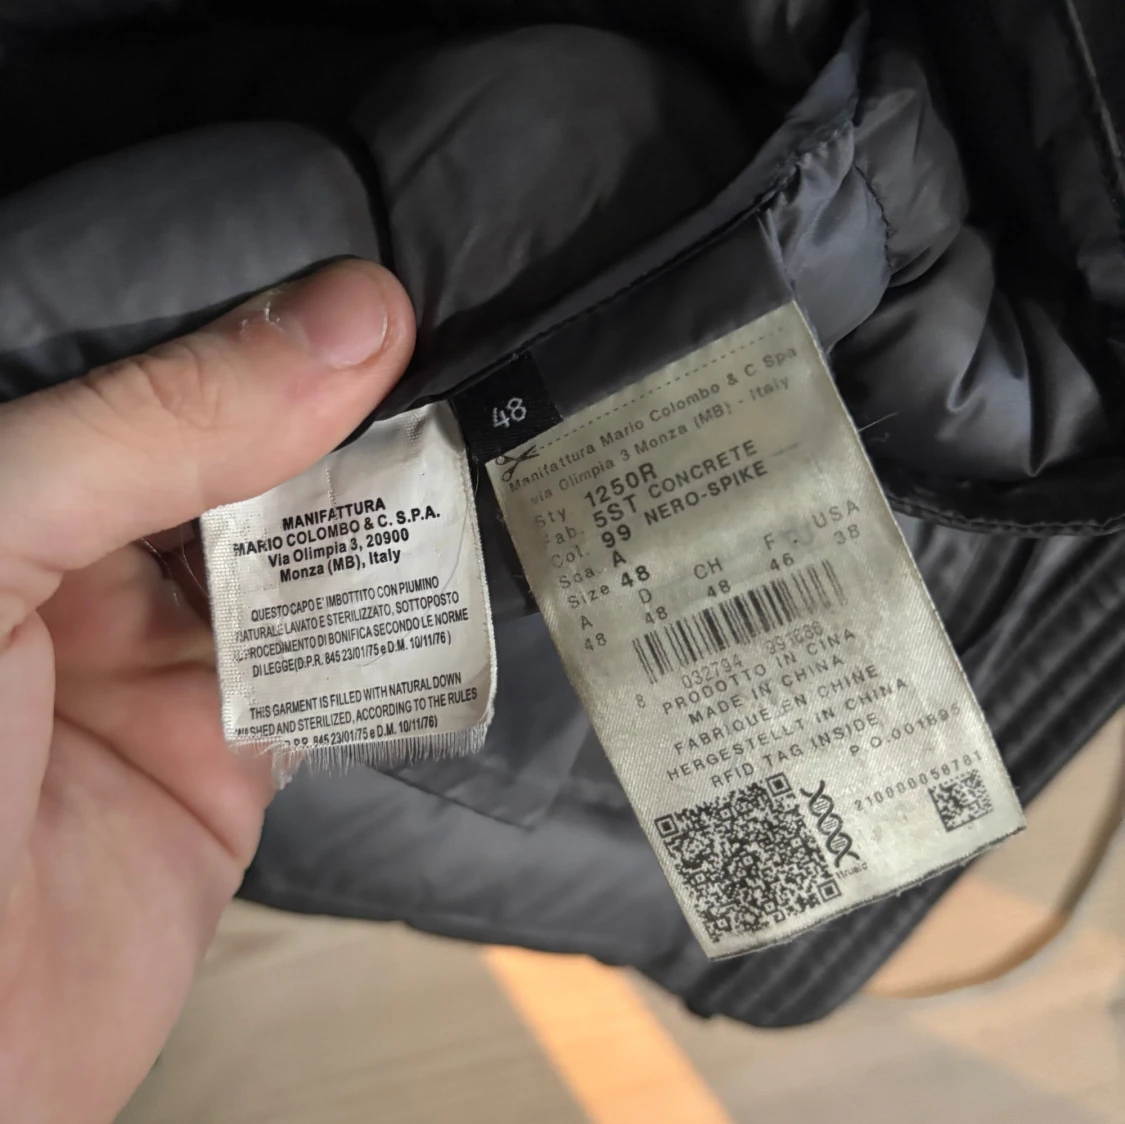 48
MANIFATTURA
MARIO COLOMBO & C. S.P.A.
Via Olimpia 3, 20900
Monza (MB), Italy
QUESTO CAPO E' IMBOTTITO CON PIUMINO
NATURALE LAVATO E STERILIZZATO, SOTTOPOSTO
PROCEDIMENTO DI BONIFICA SECONDO LE NORME
DI LEGGE(D.P.R. 845 23/01/75 e D.M. 10/11/76)
THIS GARMENT IS FILLED WITH NATURAL DOWN
WASHED AND STERILIZED, ACCORDING TO THE RULES
D.P.R. 845 23/01/75 e D.M. 10/11/76)
Manifattura Mario Colombo & C Spa
via Olimpia 3 Monza (MB) - Italy
Sty. 1250R
Fab. 5ST CONCRETE
Col. 99 NERO-SPIKE
Sca. A
Size 48
A D CH F USA
48 48 48 46 38
8 032794
PRODOTTO IN CINA
MADE IN CHINA
FABRIQUE EN CHINE
HERGESTELLT IN CHINA
RFID TAG INSIDE
P.O.001695
2100000058781